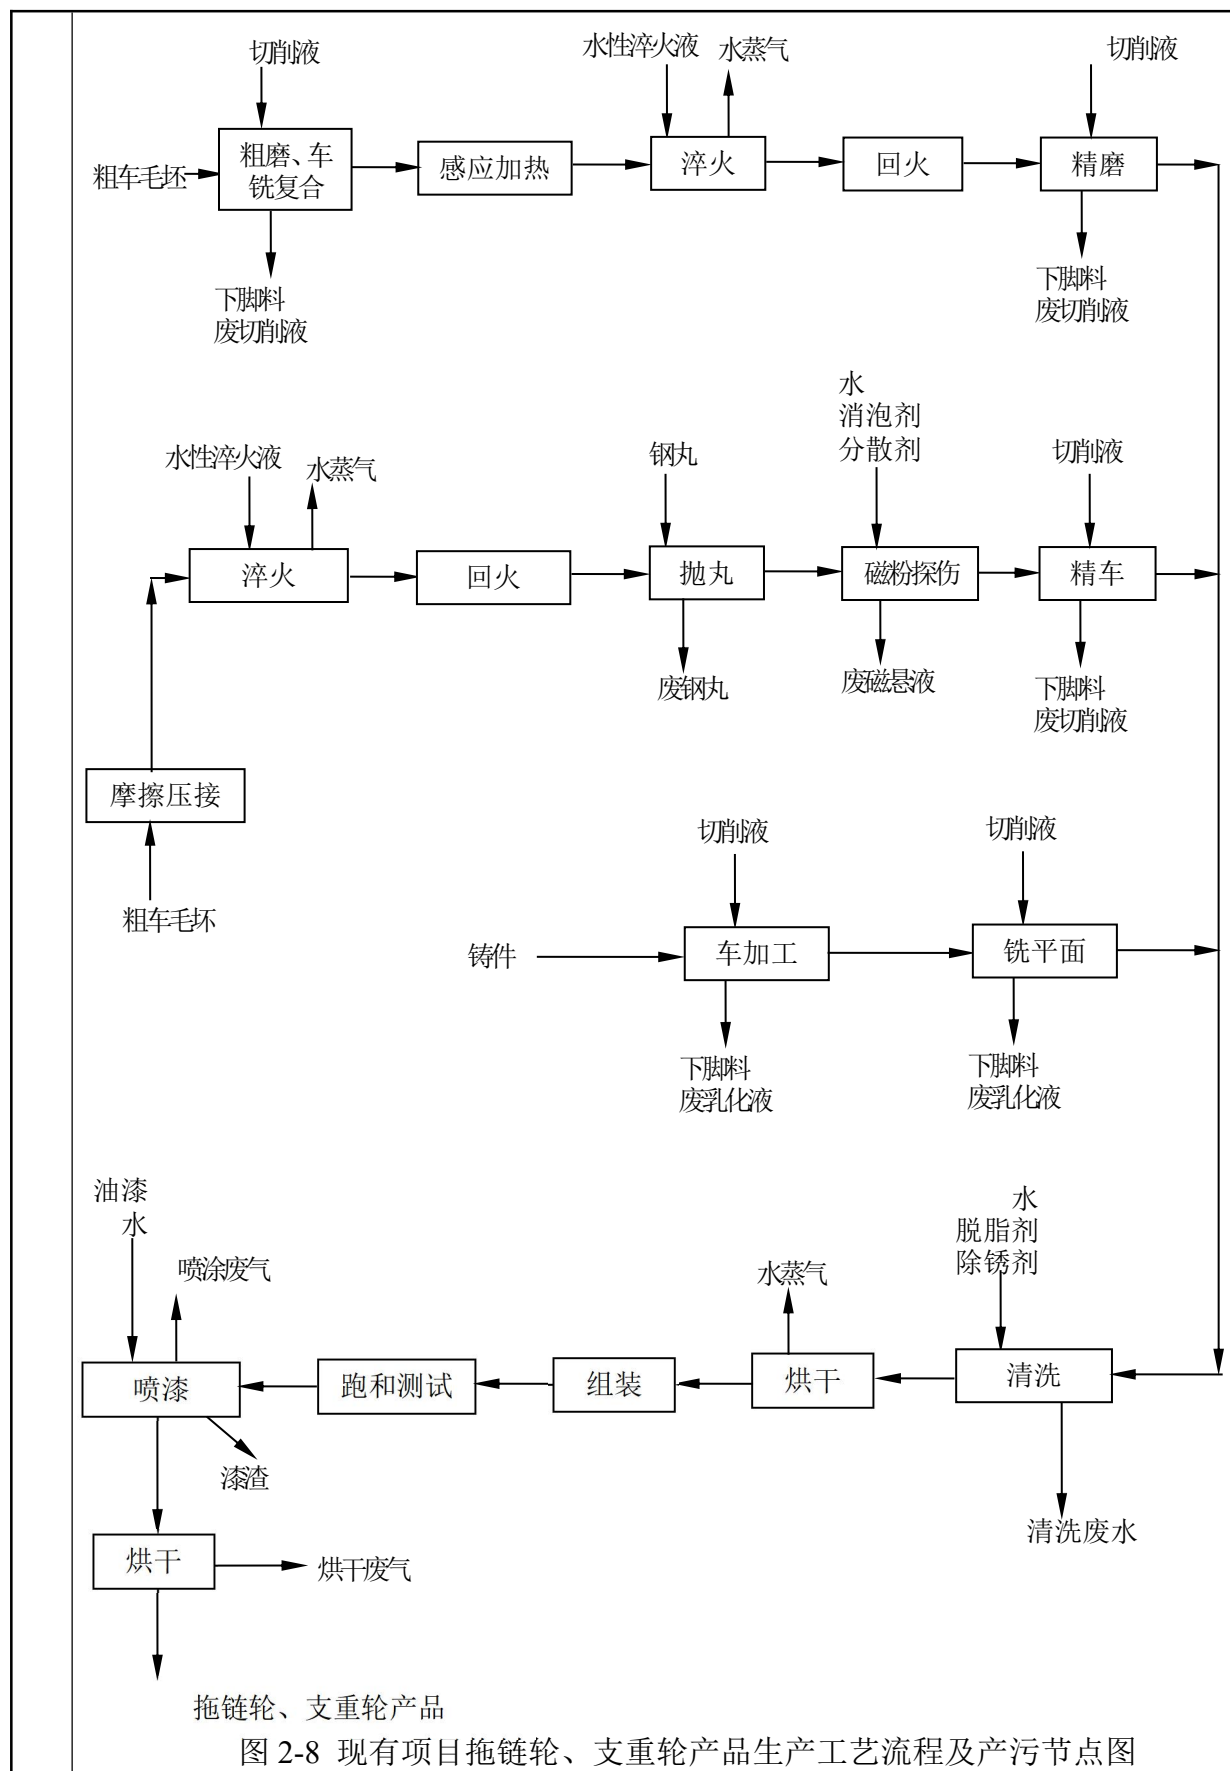 切削液
水性淬火液
水蒸气
切削液
粗车毛坯
粗磨、车
铣复合
感应加热
淬火
回火
精磨
下脚料
废切削液
下脚料
废切削液
水
消泡剂
分散剂
水性淬火液
水蒸气
钢丸
切削液
淬火
回火
抛丸
磁粉探伤
精车
废钢丸
废磁悬液
下脚料
废切削液
摩擦压接
粗车毛坏
切削液
切削液
铸件
车加工
铣平面
下脚料
废乳化液
下脚料
废乳化液
油漆
水
喷涂废气
水蒸气
水
脱脂剂
除锈剂
喷漆
跑和测试
组装
烘干
清洗
漆渣
清洗废水
烘干
烘干废气
拖链轮、支重轮产品
图 2-8 现有项目拖链轮、支重轮产品生产工艺流程及产污节点图